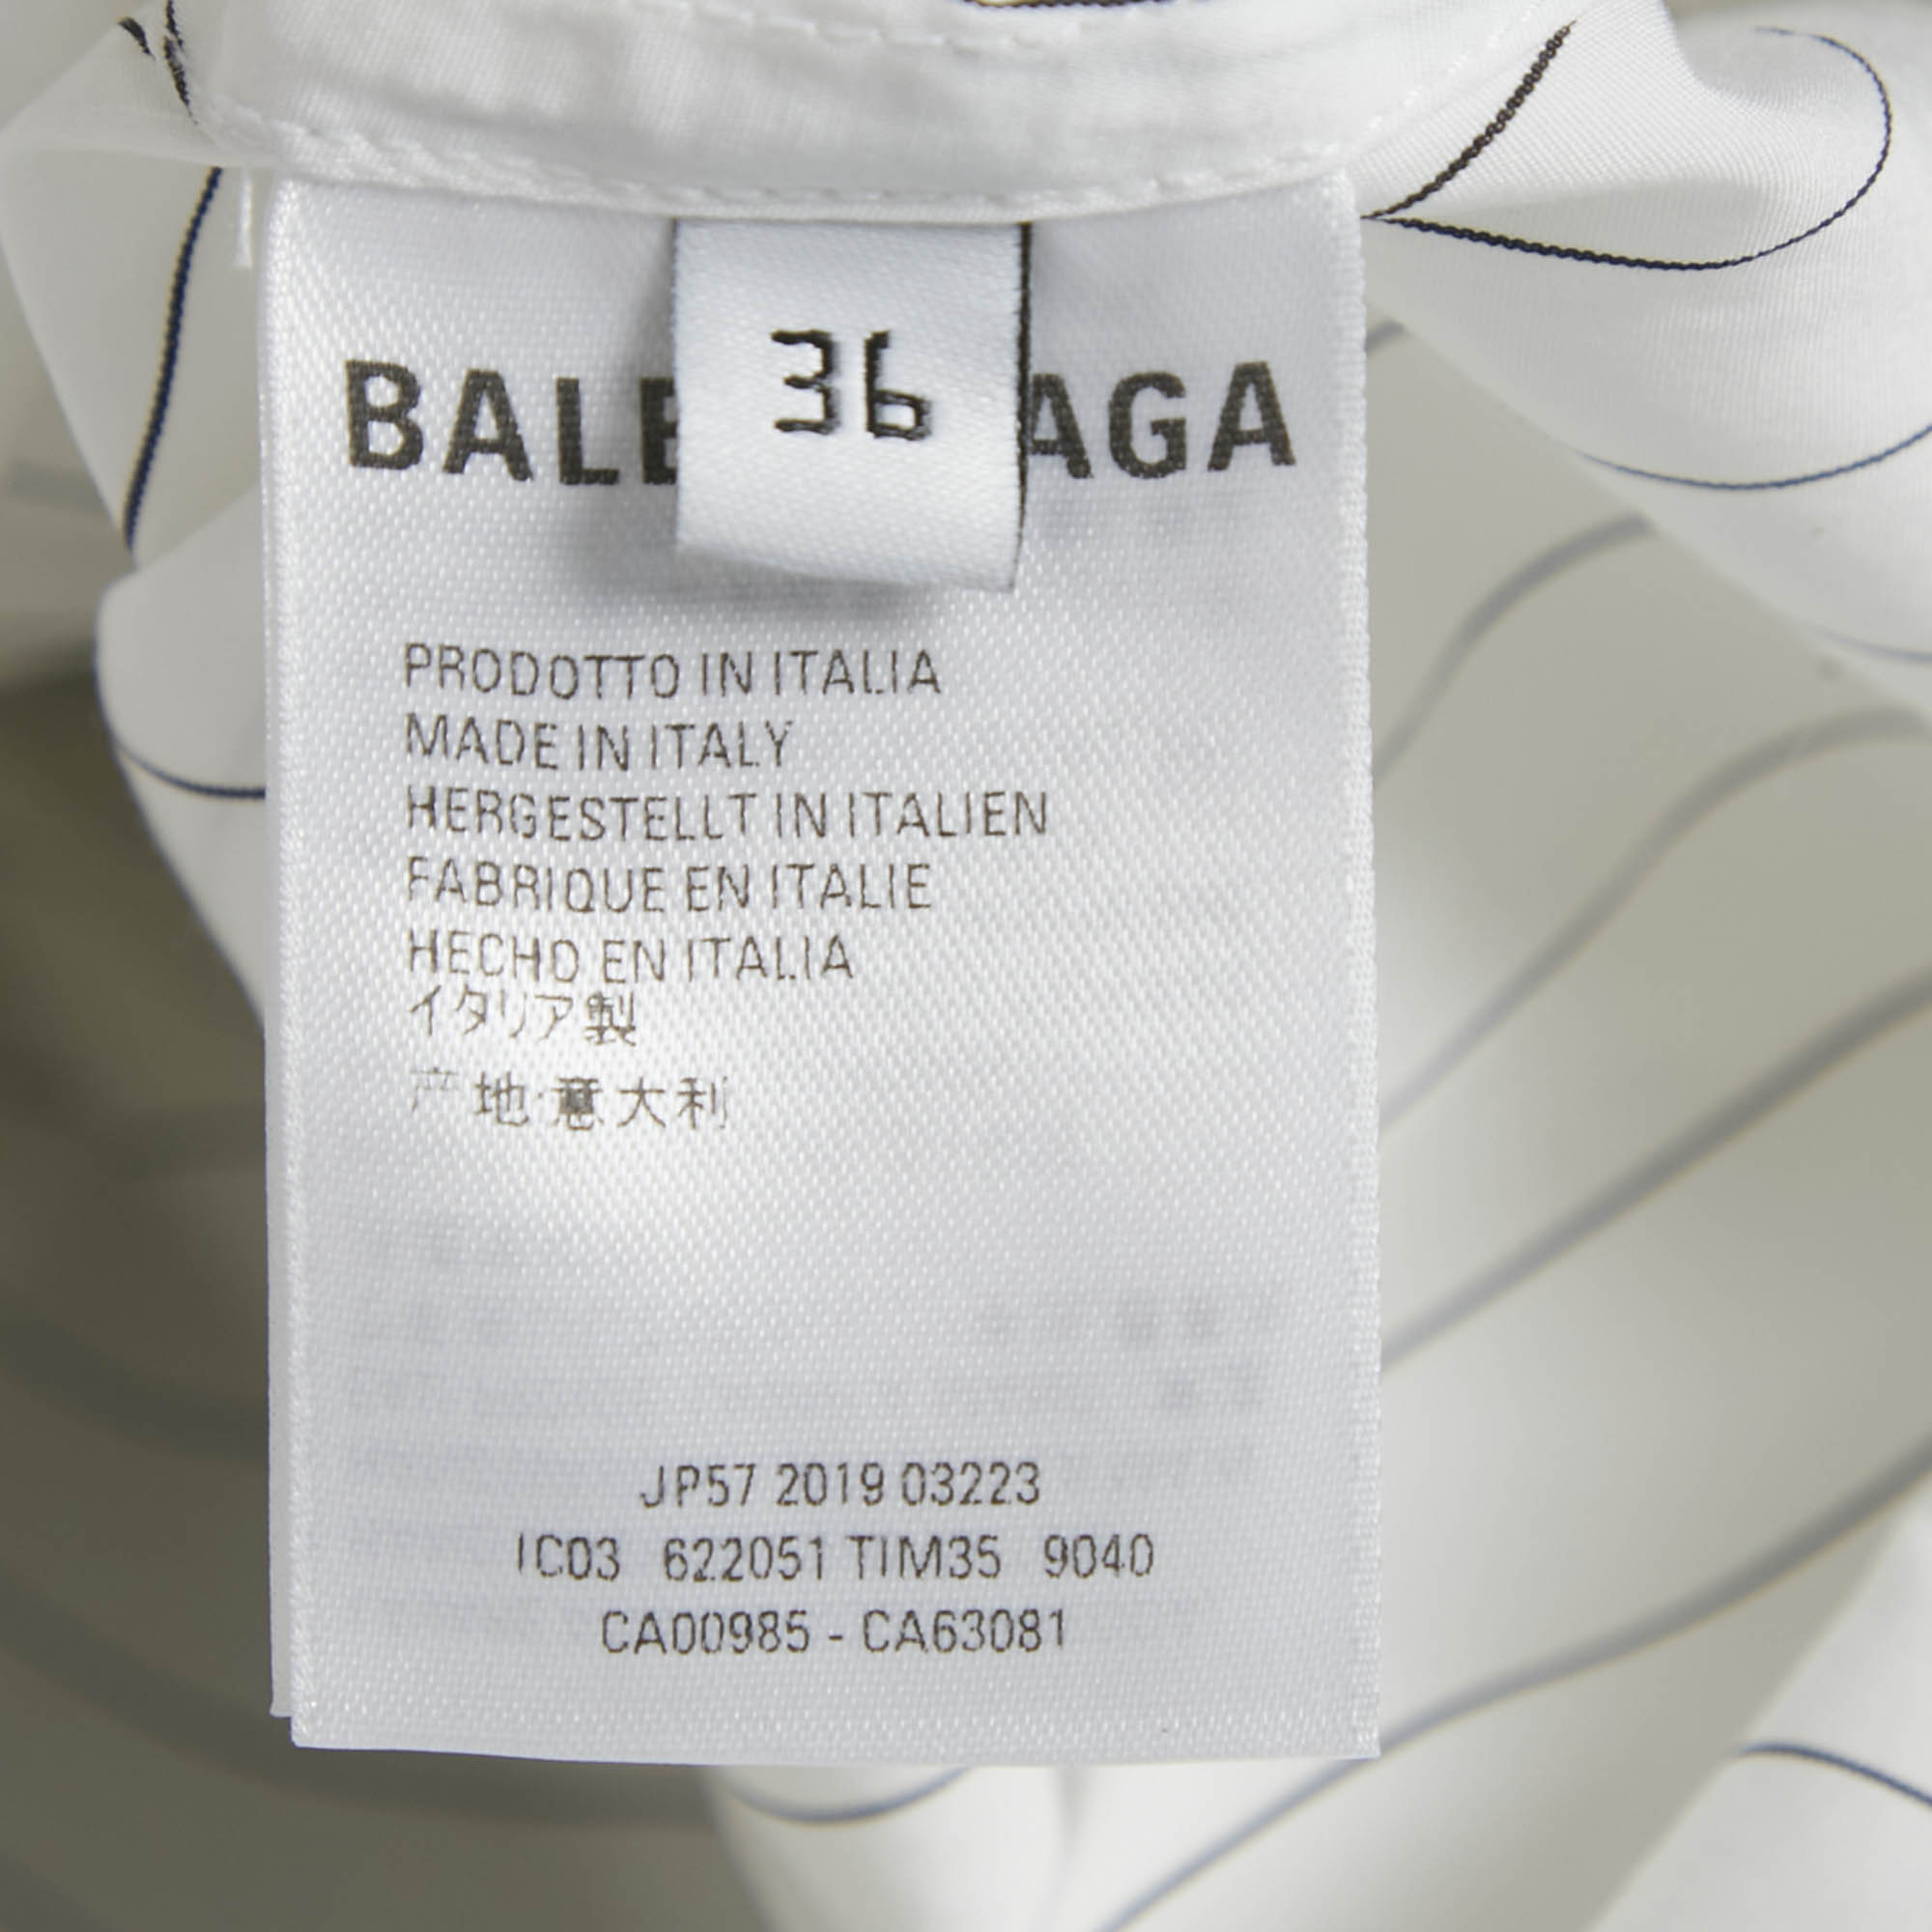 36
BALE AGA
PRODOTTO IN ITALIA
MADE IN ITALY
HERGESTELLT IN ITALIEN
FABRIQUE EN ITALIE
HECHO EN ITALIA
イタリア製
产地:意大利
JP57 2019 03223
IC03 622051 TIM35 9040
CA00985 - CA63081